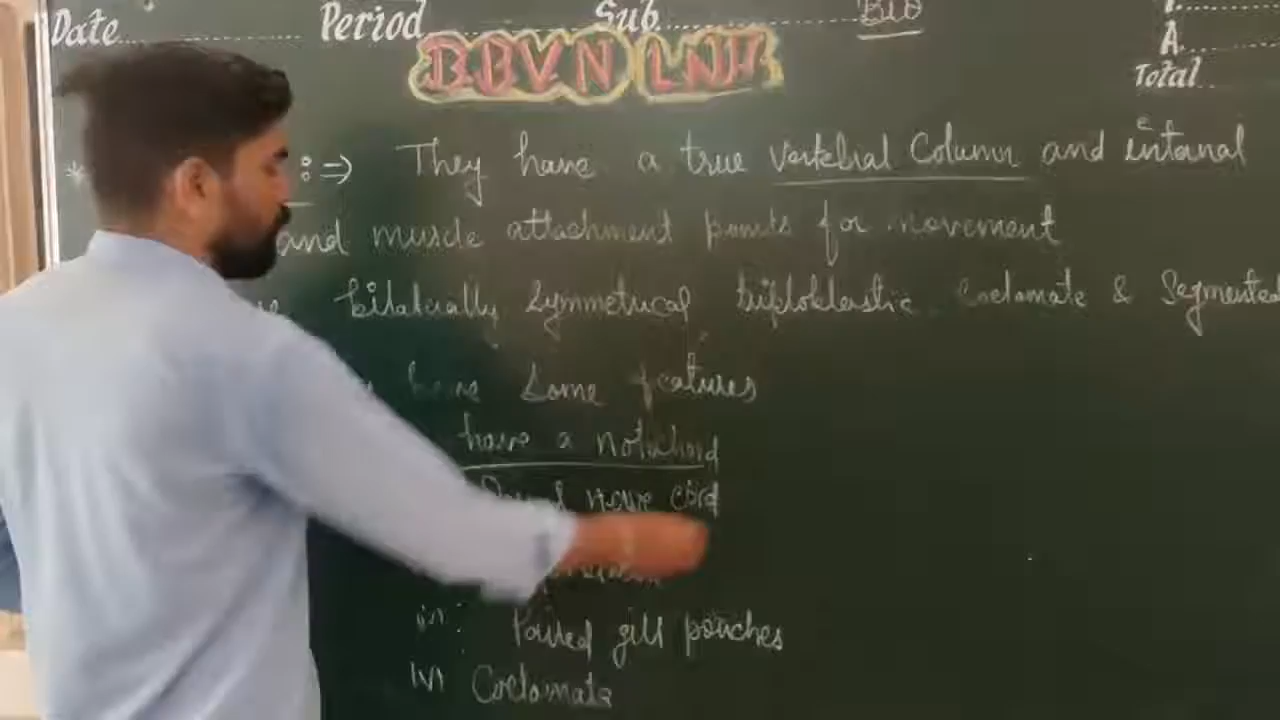 Date.................... Period.............. Sub.................... Bio
T.........
A.........
Total...
BBVN LNH
* :⇒ They have a true vertebral Column and internal
and muscle attachment points for movement
bilaterally Symmetrical triploblastic Coelomate & Segmented
have Some features
have a notochord
Dorsal nerve cord
Paired gill pouches
Coelomate